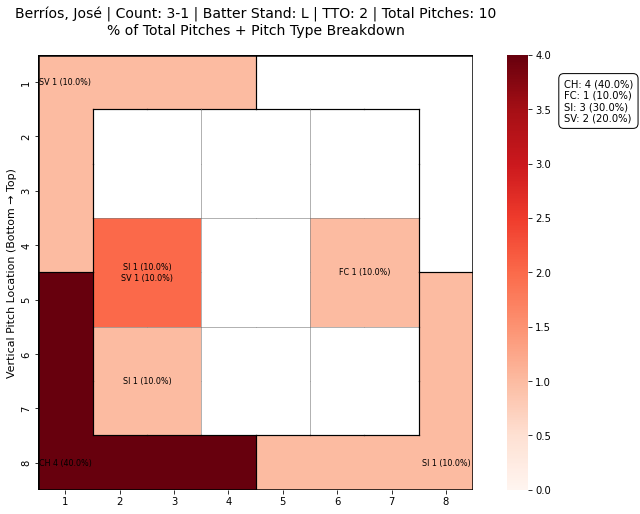 Berríos, José | Count: 3-1 | Batter Stand: L | TTO: 2 | Total Pitches: 10
% of Total Pitches + Pitch Type Breakdown
Vertical Pitch Location (Bottom → Top)
1
2
3
4
5
6
7
8
SV 1 (10.0%)
SI 1 (10.0%)
SV 1 (10.0%)
FC 1 (10.0%)
SI 1 (10.0%)
CH 4 (40.0%)
SI 1 (10.0%)
1
2
3
4
5
6
7
8
4.0
3.5
3.0
2.5
2.0
1.5
1.0
0.5
0.0
CH: 4 (40.0%)
FC: 1 (10.0%)
SI: 3 (30.0%)
SV: 2 (20.0%)